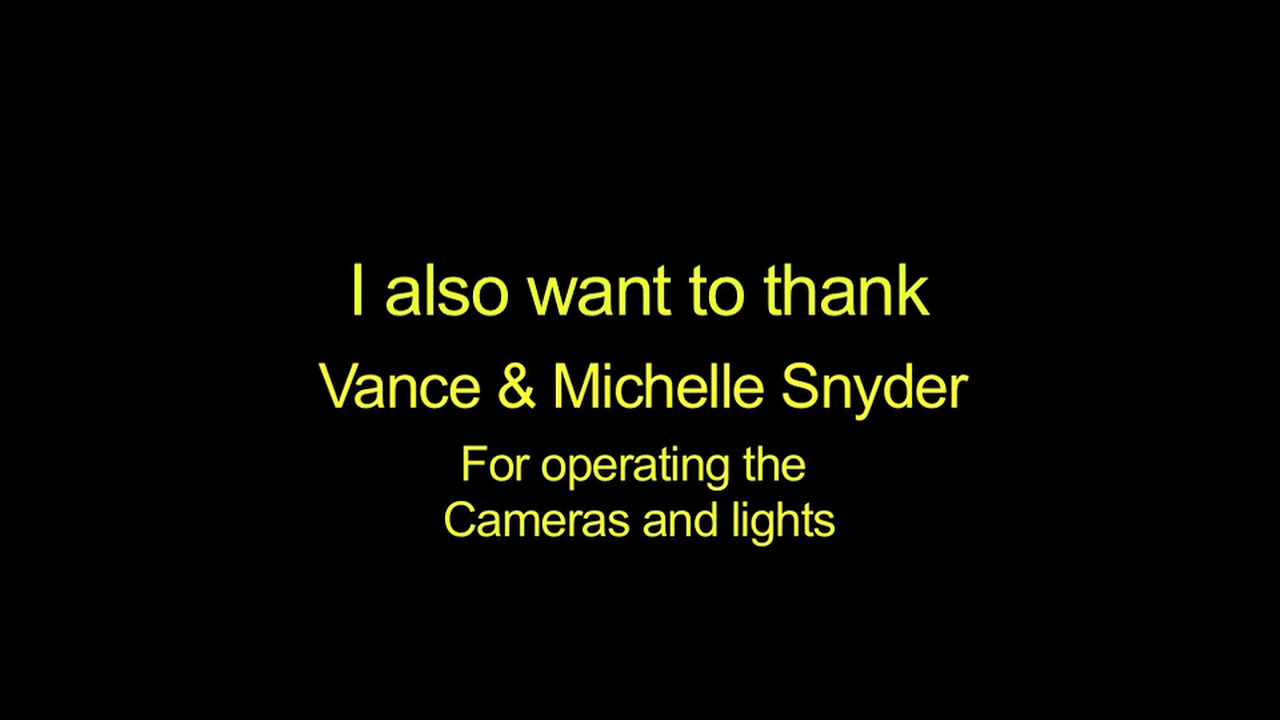 I also want to thank
Vance & Michelle Snyder
For operating the
Cameras and lights